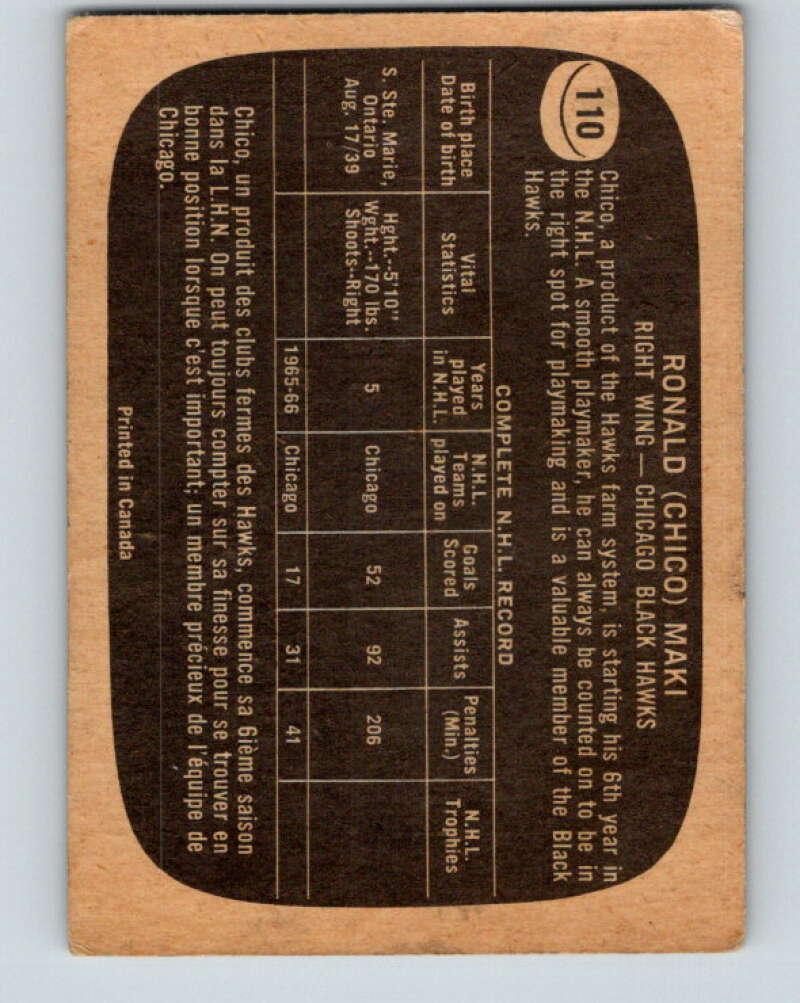 RONALD (CHICO) MAKI
RIGHT WING — CHICAGO BLACK HAWKS
110
Chico, a product of the Hawks farm system, is starting his 6th year in
the N.H.L. A smooth playmaker, he can always be counted on to be in
the right spot for playmaking and is a valuable member of the Black
Hawks.
COMPLETE N.H.L. RECORD
Birth place Vital Years N.H.L. Goals Assists Penalties N.H.L.
Date of birth Statistics played Teams Scored (Min.) Trophies
in N.H.L. played on
S. Ste. Marie, Hght.--5'10"
Ontario Wght.--170 lbs. 5 Chicago 52 92 206
Aug. 17/39 Shoots--Right
1965-66 Chicago 17 31 41
Chico, un produit des clubs fermes des Hawks, commence sa 6ième saison
dans la L.H.N. On peut toujours compter sur sa finesse pour se trouver en
bonne position lorsque c'est important; un membre précieux de l'équipe de
Chicago.
Printed in Canada